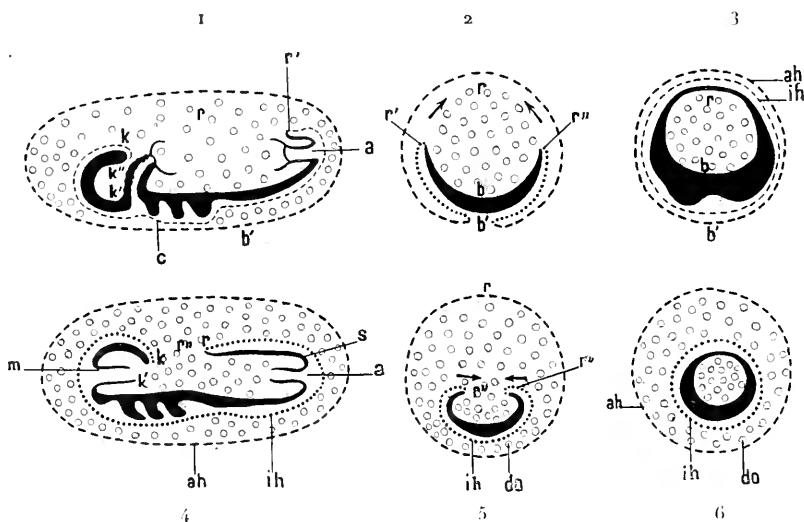 1 2 3
r' r a k k'' k' c b'
r r' r'' b b'
ah ih r b b'
r'' r s k a m k' ah ih
r r'' r'' ih do
ah ih do
4 5 6